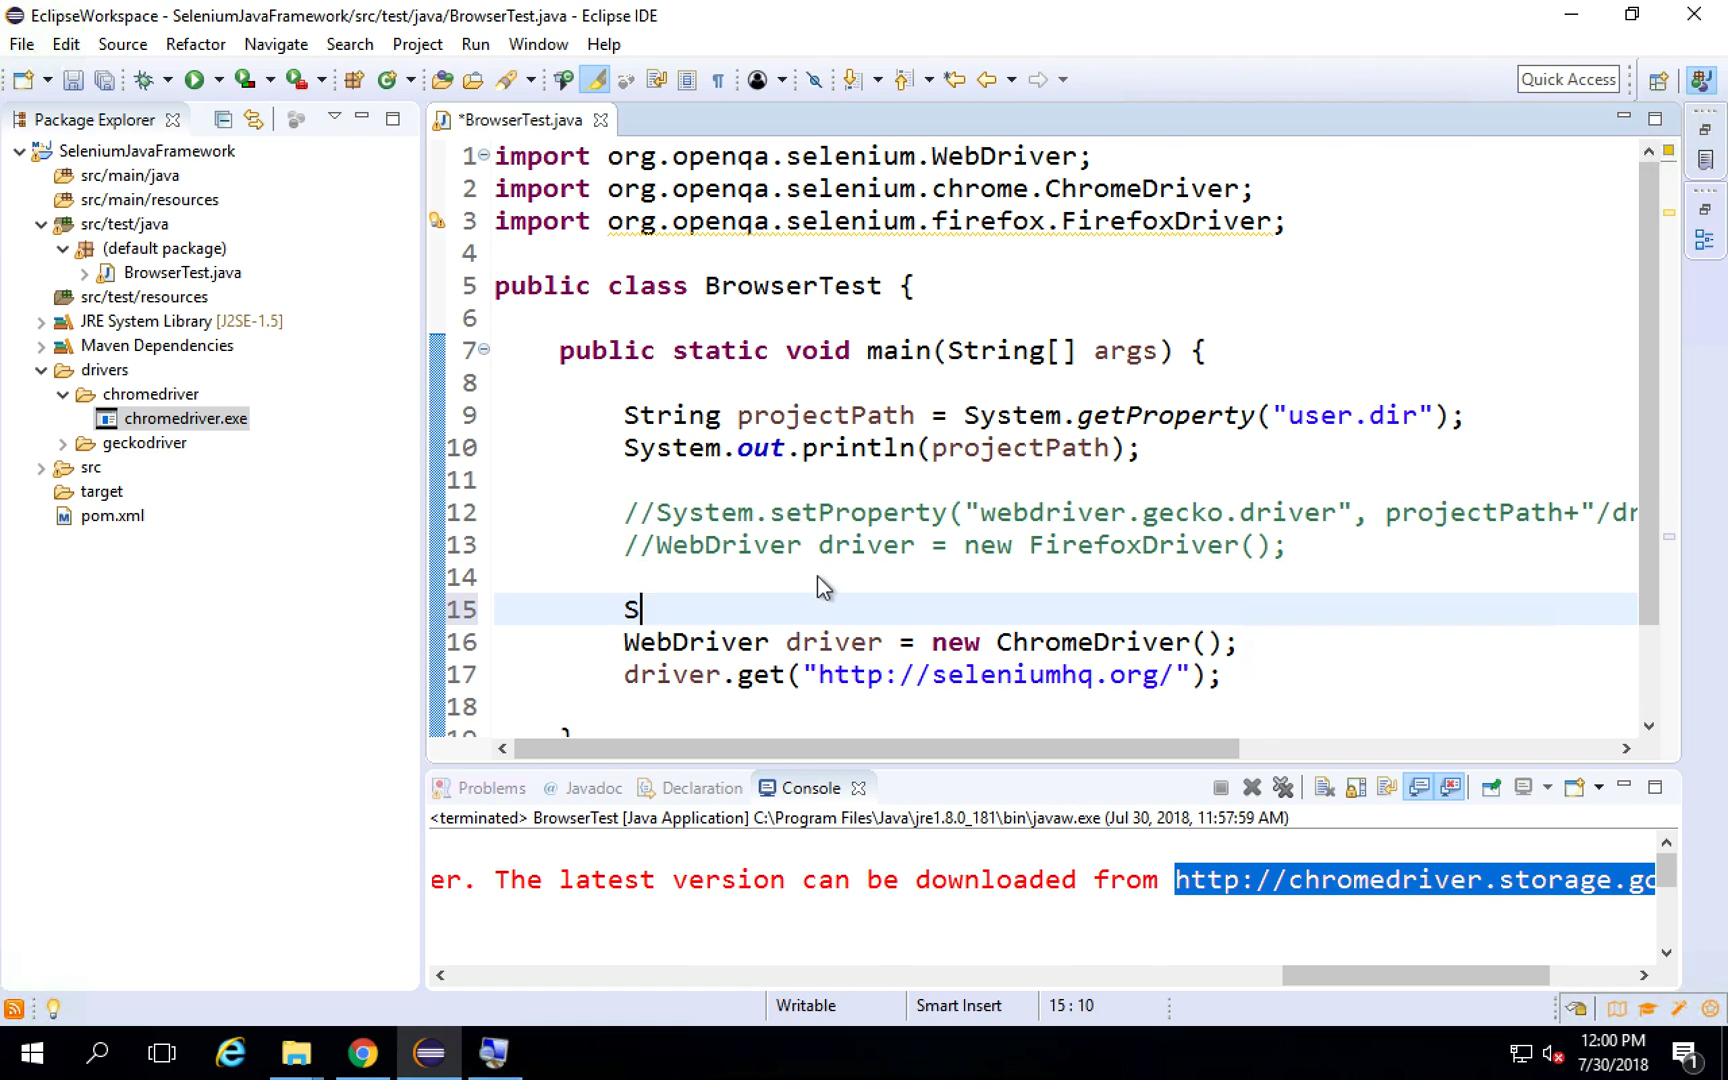 EclipseWorkspace - SeleniumJavaFramework/src/test/java/BrowserTest.java - Eclipse IDE
File Edit Source Refactor Navigate Search Project Run Window Help
Quick Access
Package Explorer
*BrowserTest.java
SeleniumJavaFramework
src/main/java
src/main/resources
src/test/java
(default package)
BrowserTest.java
src/test/resources
JRE System Library [J2SE-1.5]
Maven Dependencies
drivers
chromedriver
chromedriver.exe
geckodriver
src
target
pom.xml
1 import org.openqa.selenium.WebDriver;
2 import org.openqa.selenium.chrome.ChromeDriver;
3 import org.openqa.selenium.firefox.FirefoxDriver;
4
5 public class BrowserTest {
6
7 public static void main(String[] args) {
8
9 String projectPath = System.getProperty("user.dir");
10 System.out.println(projectPath);
11
12 //System.setProperty("webdriver.gecko.driver", projectPath+"/dr
13 //WebDriver driver = new FirefoxDriver();
14
15 S
16 WebDriver driver = new ChromeDriver();
17 driver.get("http://seleniumhq.org/");
18
Problems @ Javadoc Declaration Console
<terminated> BrowserTest [Java Application] C:\Program Files\Java\jre1.8.0_181\bin\javaw.exe (Jul 30, 2018, 11:57:59 AM)
er. The latest version can be downloaded from http://chromedriver.storage.go
Writable Smart Insert 15 : 10
12:00 PM
7/30/2018
1